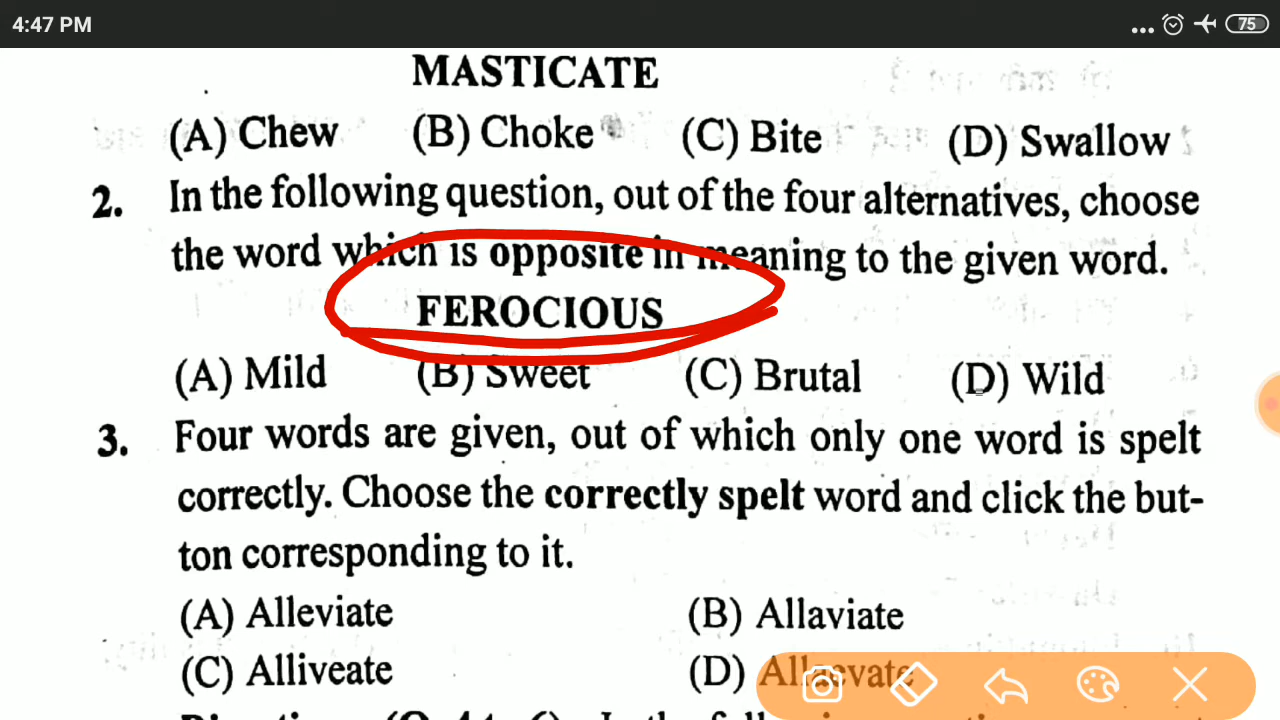 4:47 PM
75
MASTICATE
(A) Chew (B) Choke (C) Bite (D) Swallow
2. In the following question, out of the four alternatives, choose
the word which is opposite in meaning to the given word.
FEROCIOUS
(A) Mild (B) Sweet (C) Brutal (D) Wild
3. Four words are given, out of which only one word is spelt
correctly. Choose the correctly spelt word and click the but-
ton corresponding to it.
(A) Alleviate (B) Allaviate
(C) Alliveate (D)